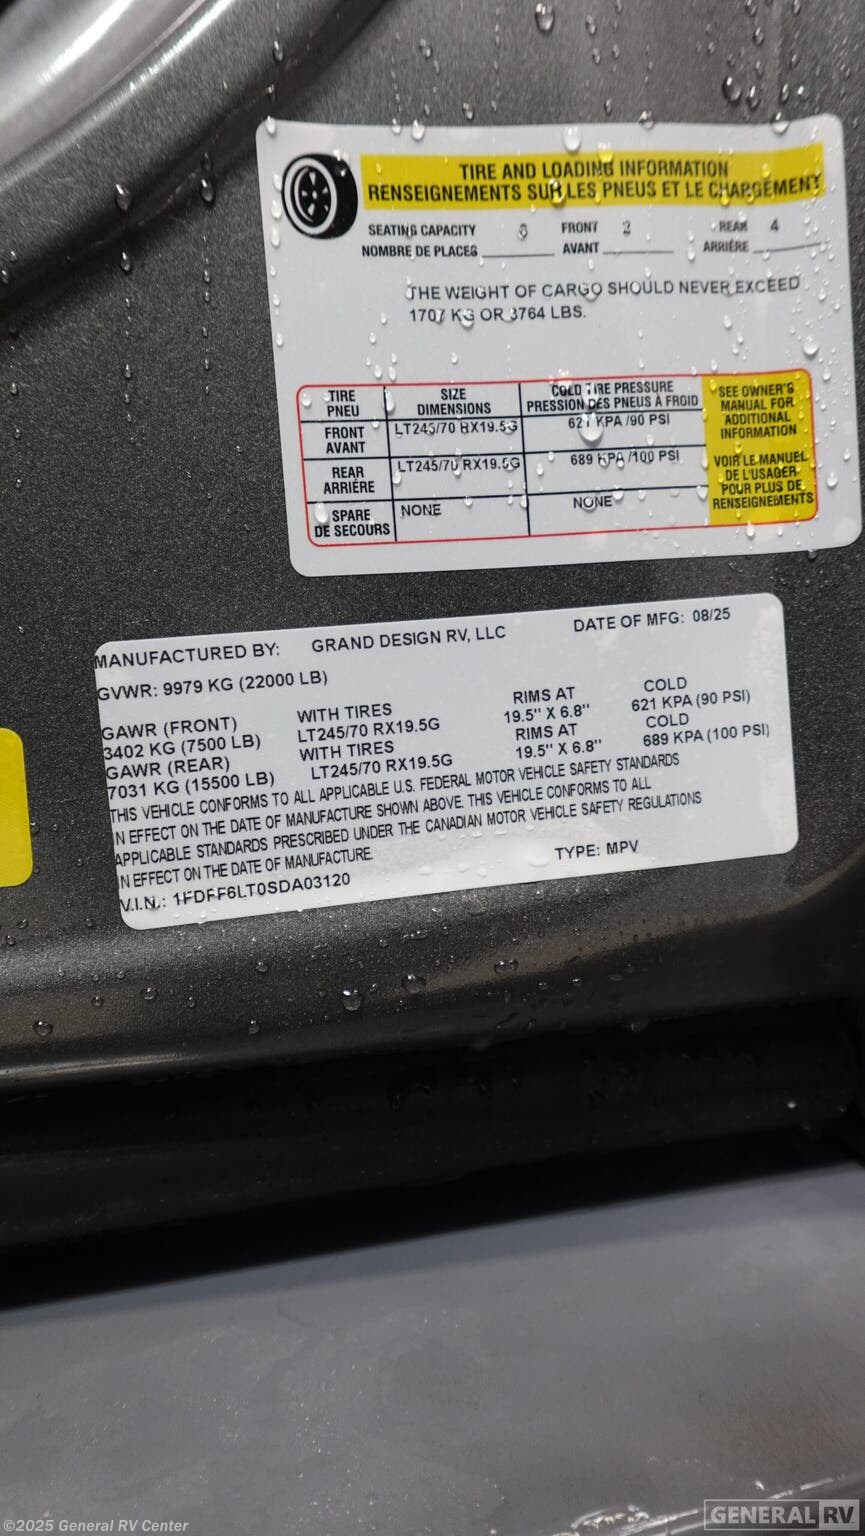 TIRE AND LOADING INFORMATION
RENSEIGNEMENTS SUR LES PNEUS ET LE CHARGEMENT
SEATING CAPACITY 6 FRONT 2 REAR 4
NOMBRE DE PLACES AVANT ARRIÈRE
THE WEIGHT OF CARGO SHOULD NEVER EXCEED
1707 KG OR 3764 LBS.
TIRE PNEU SIZE DIMENSIONS COLD TIRE PRESSURE PRESSION DES PNEUS À FROID
FRONT AVANT LT245/70 RX19.5G 621 KPA /90 PSI
REAR ARRIÈRE LT245/70 RX19.5G 689 KPA /100 PSI
SPARE DE SECOURS NONE NONE
SEE OWNER'S
MANUAL FOR
ADDITIONAL
INFORMATION
VOIR LE MANUEL
DE L'USAGER
POUR PLUS DE
RENSEIGNEMENTS
MANUFACTURED BY: GRAND DESIGN RV, LLC DATE OF MFG: 08/25
GVWR: 9979 KG (22000 LB)
GAWR (FRONT) WITH TIRES RIMS AT COLD
3402 KG (7500 LB) LT245/70 RX19.5G 19.5" X 6.8" 621 KPA (90 PSI)
GAWR (REAR) WITH TIRES RIMS AT COLD
7031 KG (15500 LB) LT245/70 RX19.5G 19.5" X 6.8" 689 KPA (100 PSI)
THIS VEHICLE CONFORMS TO ALL APPLICABLE U.S. FEDERAL MOTOR VEHICLE SAFETY STANDARDS
IN EFFECT ON THE DATE OF MANUFACTURE SHOWN ABOVE. THIS VEHICLE CONFORMS TO ALL
APPLICABLE STANDARDS PRESCRIBED UNDER THE CANADIAN MOTOR VEHICLE SAFETY REGULATIONS
IN EFFECT ON THE DATE OF MANUFACTURE.
V.I.N.: 1FDFF6LT0SDA03120 TYPE: MPV
©2025 General RV Center
GENERAL RV